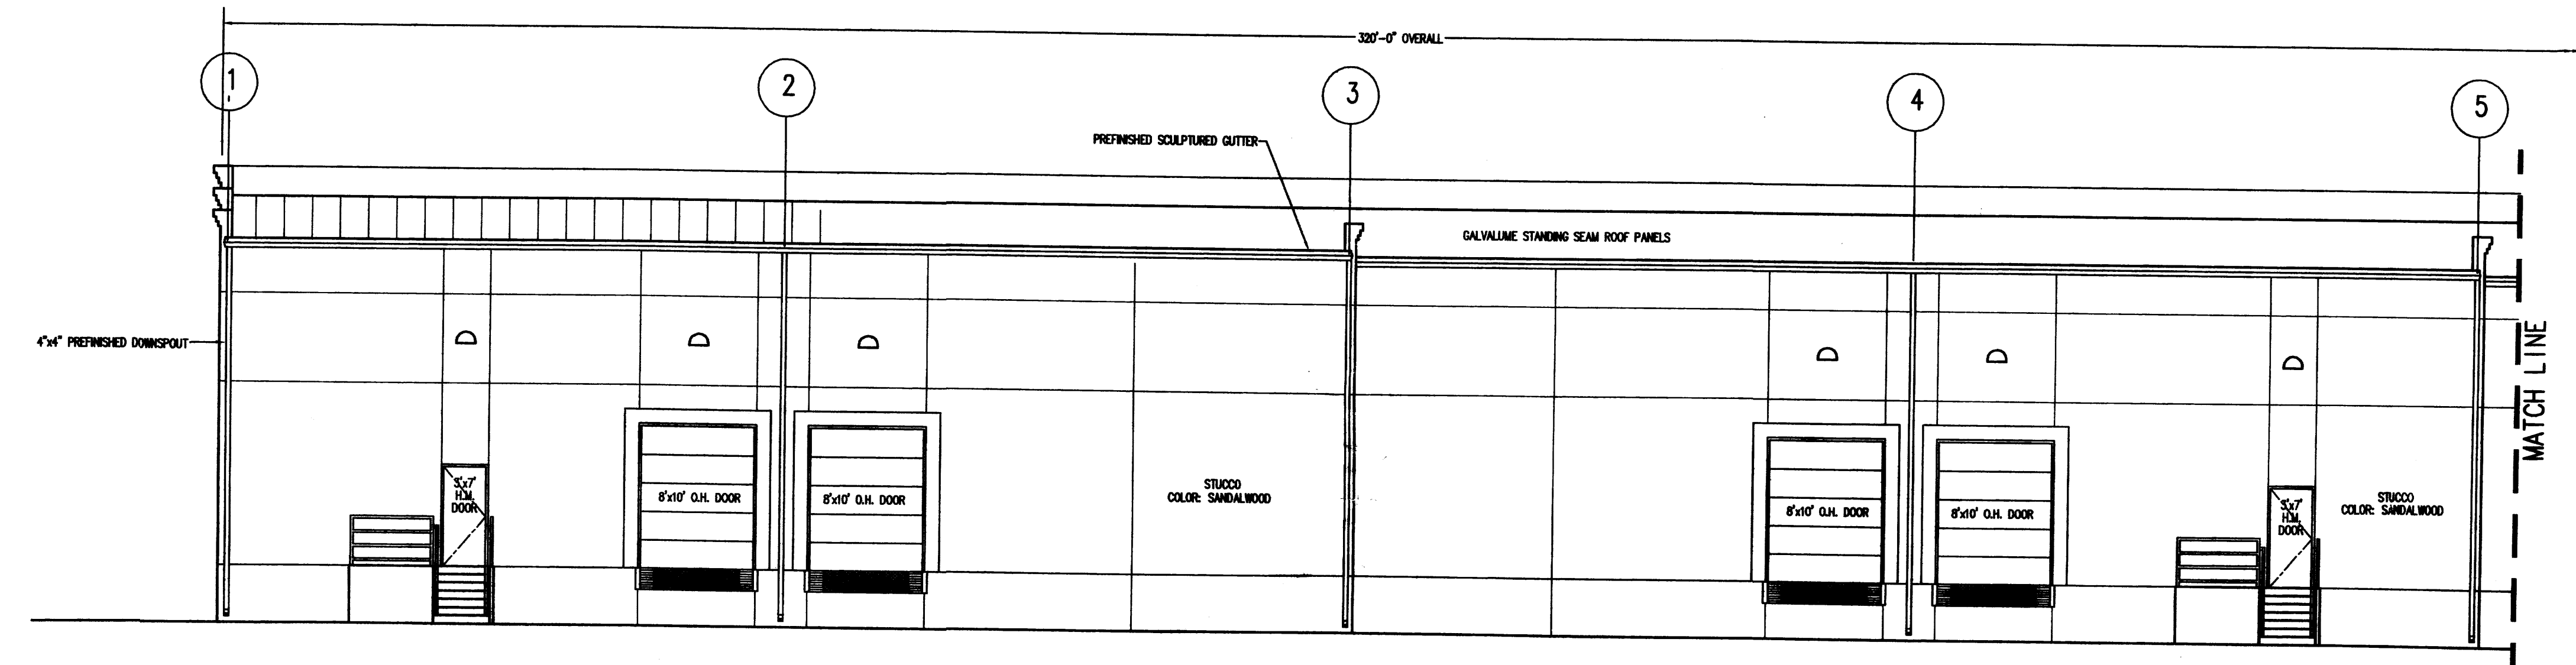 320'-0" OVERALL
1
2
3
4
5
PREFINISHED SCULPTURED GUTTER
GALVALUME STANDING SEAM ROOF PANELS
4"x4" PREFINISHED DOWNSPOUT
D
D
D
D
D
D
MATCH LINE
3'x7'
H.M.
DOOR
8'x10' O.H. DOOR
8'x10' O.H. DOOR
STUCCO
COLOR: SANDALWOOD
8'x10' O.H. DOOR
8'x10' O.H. DOOR
3'x7'
H.M.
DOOR
STUCCO
COLOR: SANDALWOOD